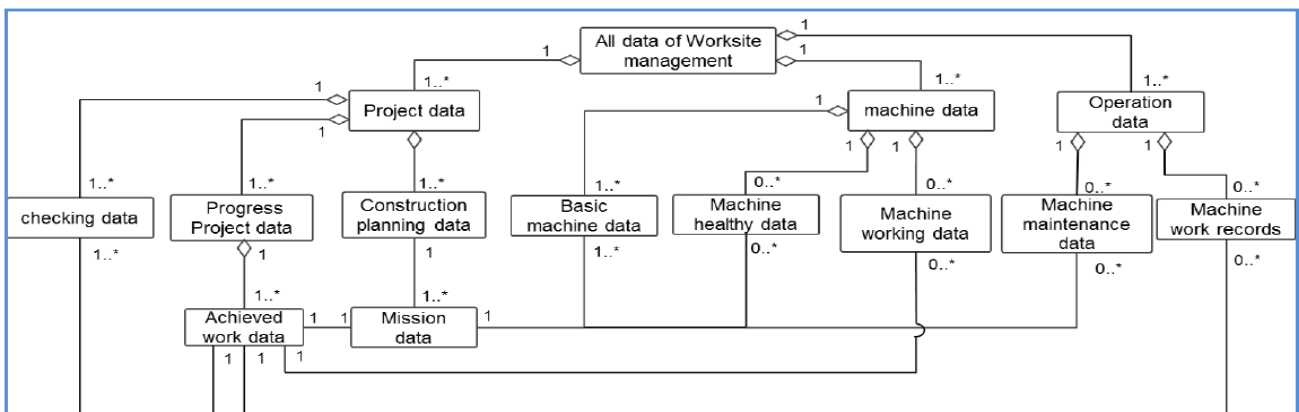 All data of Worksite
management
1
1
1
1..*
1..*
1..*
Project data
machine data
Operation
data
1
1
1
1
1
1
1
1..*
1..*
1..*
1..*
0..*
0..*
0..*
0..*
checking data
Progress
Project data
Construction
planning data
Basic
machine data
Machine
healthy data
Machine
working data
Machine
maintenance
data
Machine
work records
1..*
1
1
1..*
0..*
0..*
0..*
0..*
1..*
1..*
Achieved
work data
1
1
Mission
data
1
1
1
1